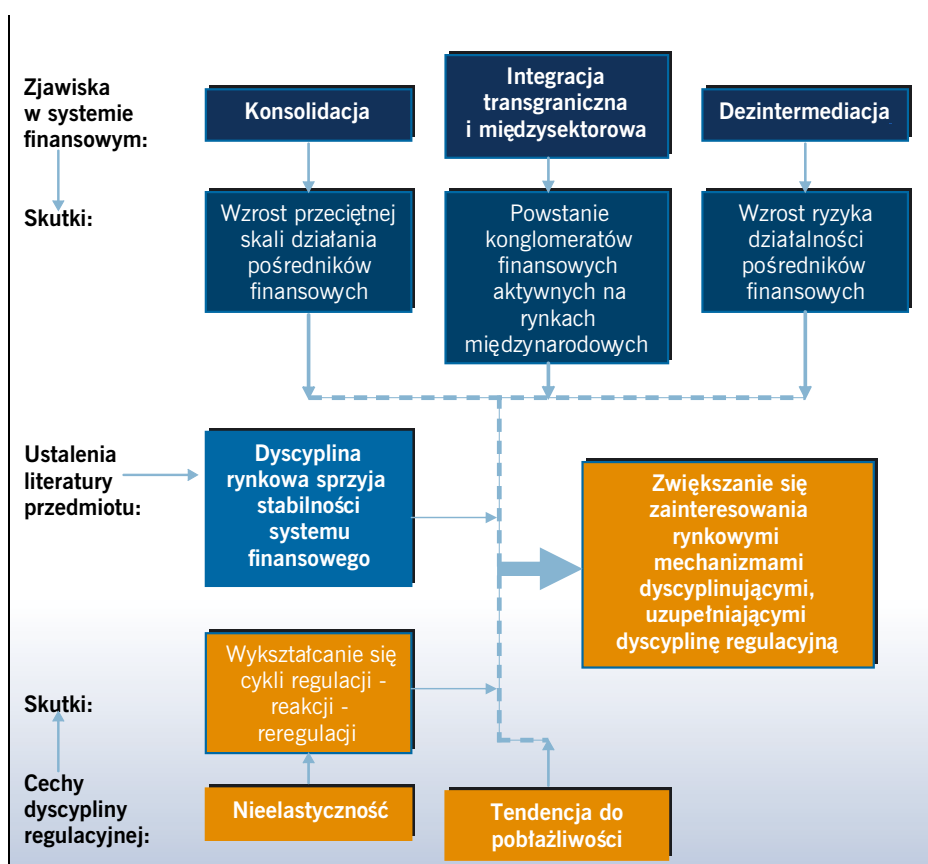 Zjawiska
w systemie
finansowym:
Konsolidacja
Integracja
transgraniczna
i międzysektorowa
Dezintermediacja
Skutki:
Wzrost przeciętnej
skali działania
pośredników
finansowych
Powstanie
konglomeratów
finansowych
aktywnych na
rynkach
międzynarodowych
Wzrost ryzyka
działalności
pośredników
finansowych
Ustalenia
literatury
przedmiotu:
Dyscyplina
rynkowa sprzyja
stabilności
systemu
finansowego
Zwiększanie się
zainteresowania
rynkowymi
mechanizmami
dyscyplinującymi,
uzupełniającymi
dyscyplinę regulacyjną
Skutki:
Wykształcanie się
cykli regulacji -
reakcji -
reregulacji
Cechy
dyscypliny
regulacyjnej:
Nieelastyczność
Tendencja do
pobłażliwości